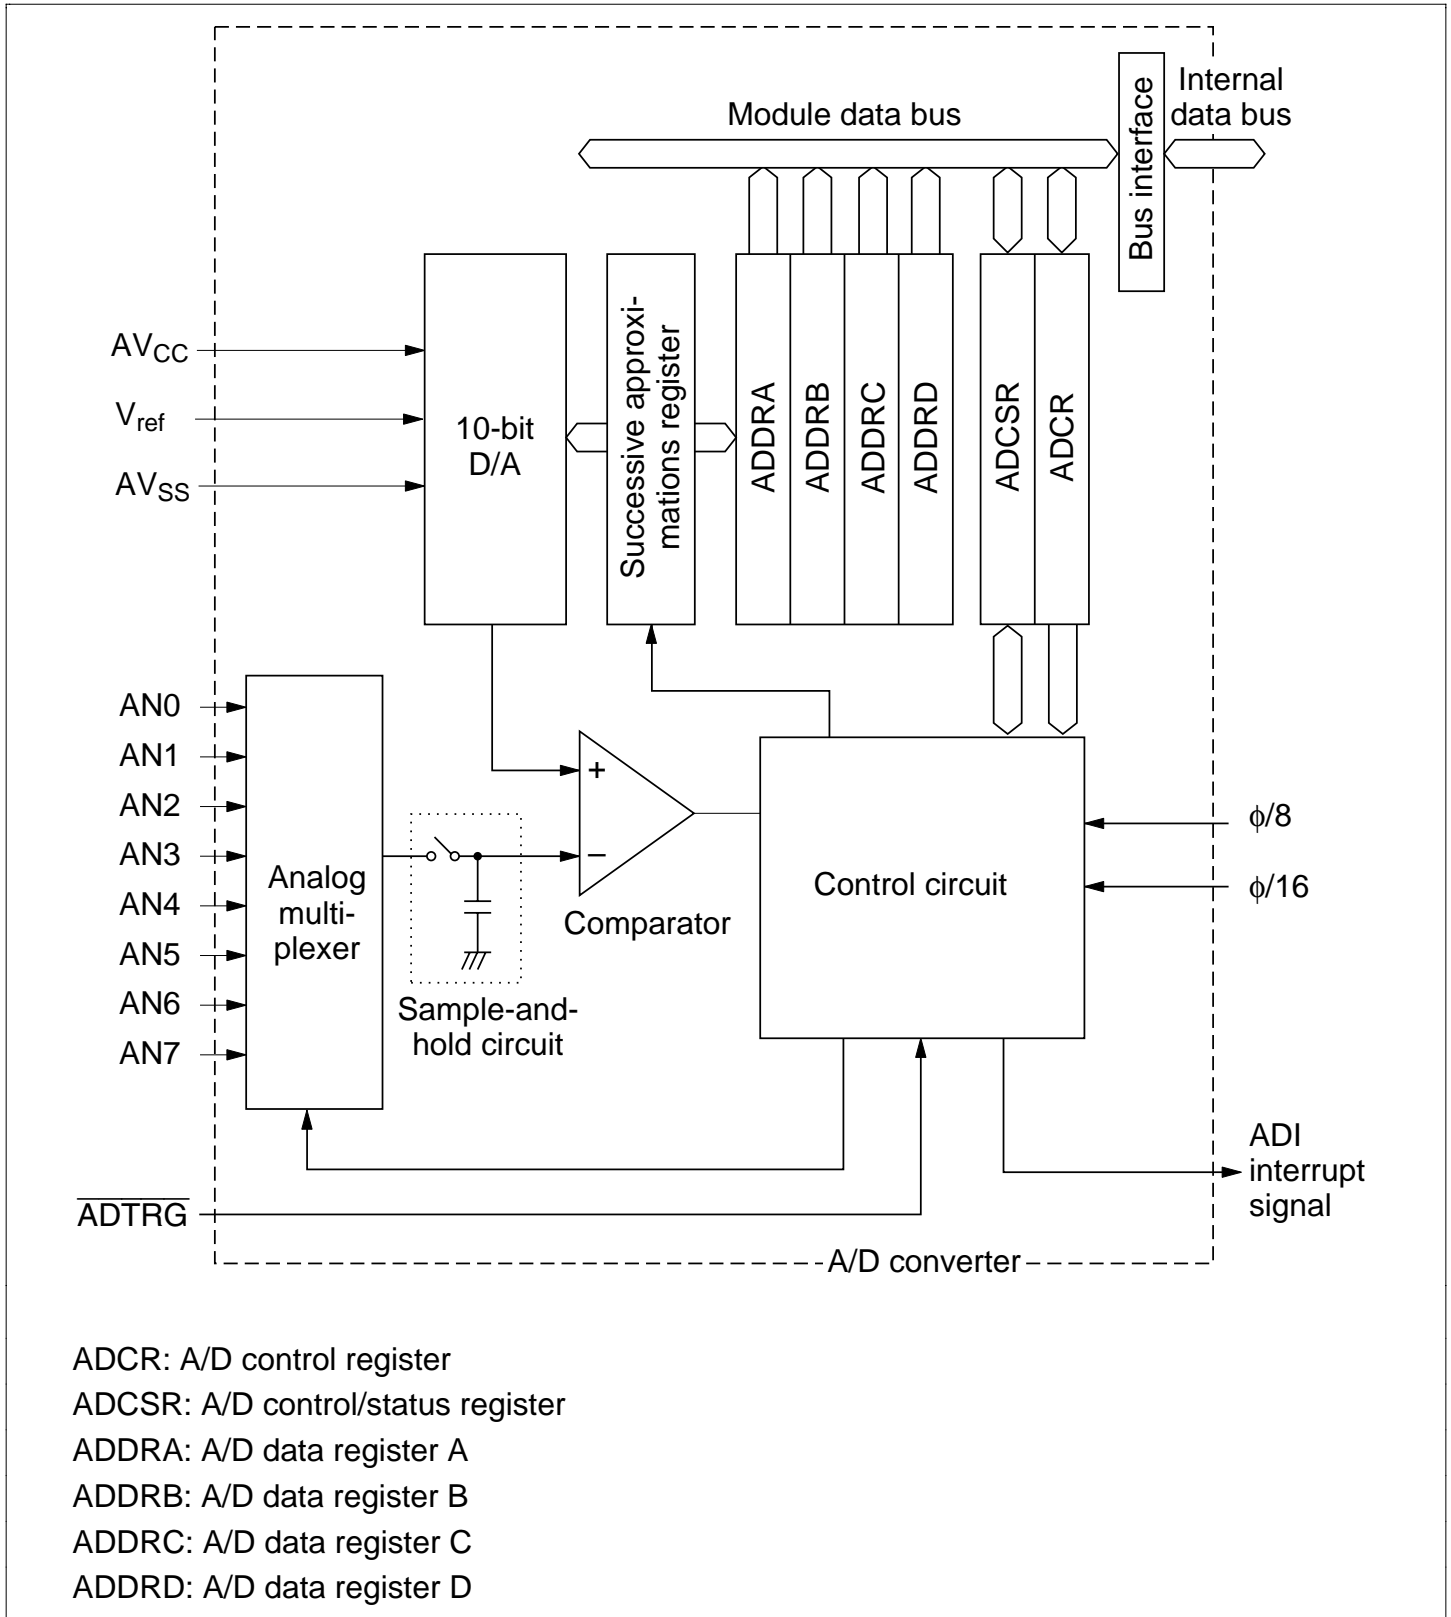 Internal
data bus
Module data bus
Bus interface
AVCC
Vref
AVSS
10-bit
D/A
Successive approxi-
mations register
ADDRA
ADDRB
ADDRC
ADDRD
ADCSR
ADCR
AN0
AN1
AN2
AN3
AN4
AN5
AN6
AN7
Analog
multi-
plexer
+
−
Comparator
Sample-and-
hold circuit
Control circuit
ϕ/8
ϕ/16
ADI
interrupt
signal
ADTRG
A/D converter
ADCR: A/D control register
ADCSR: A/D control/status register
ADDRA: A/D data register A
ADDRB: A/D data register B
ADDRC: A/D data register C
ADDRD: A/D data register D